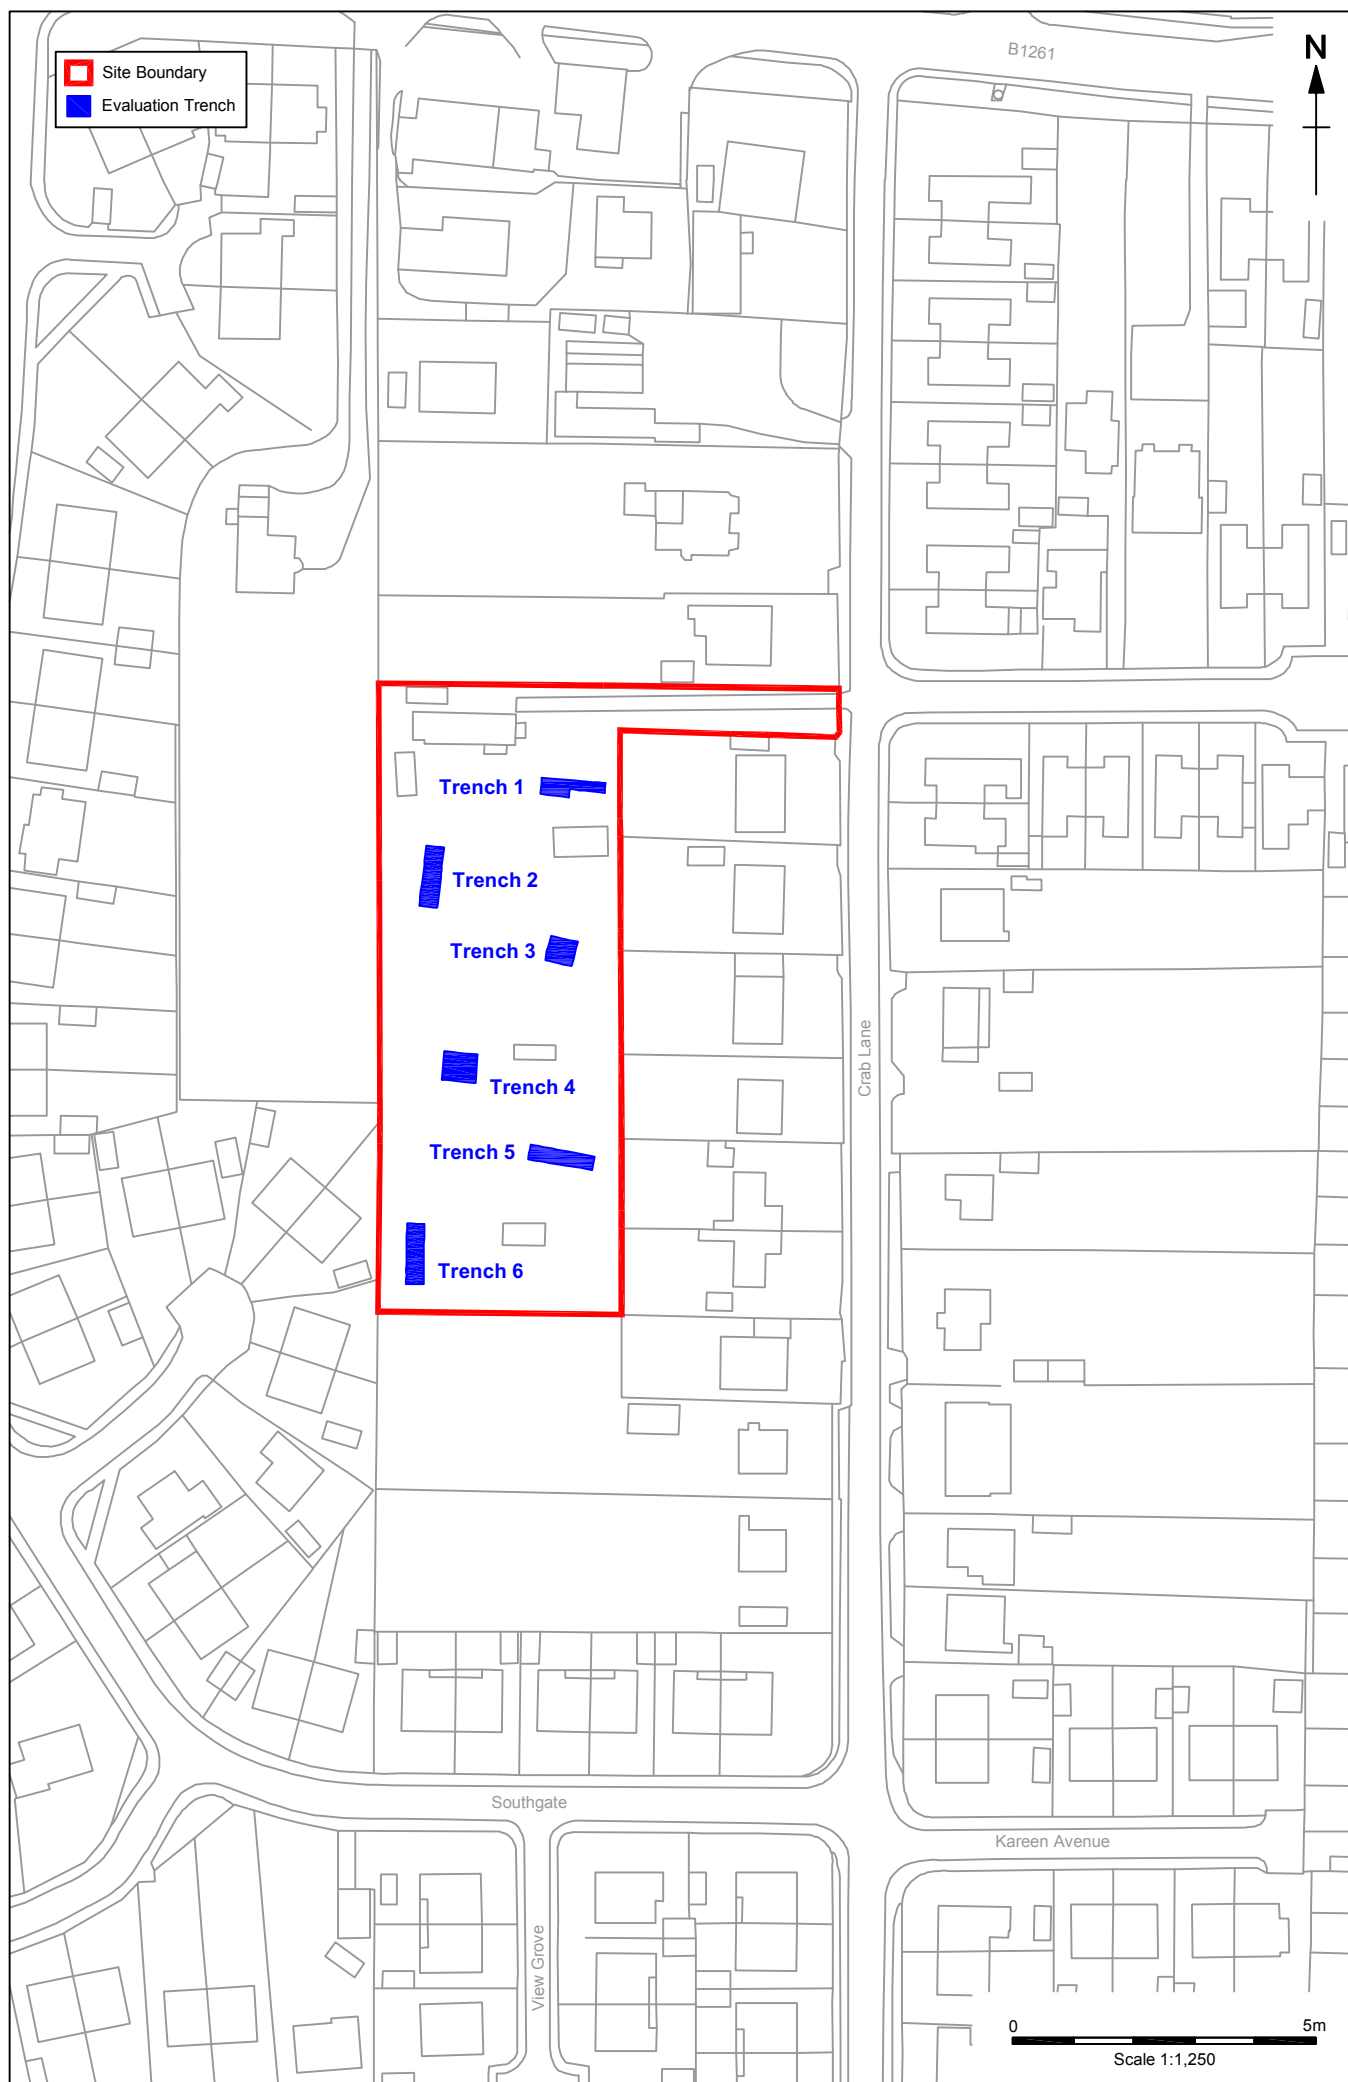 B1261
N
Site Boundary
Evaluation Trench
Trench 1
Trench 2
Trench 3
Trench 4
Trench 5
Trench 6
Crab Lane
Southgate
Kareen Avenue
View Grove
0 5m
Scale 1:1,250